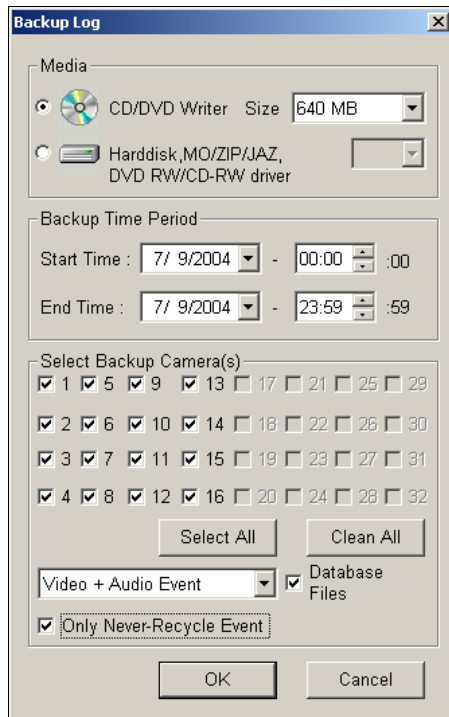 Backup Log
Media
CD/DVD Writer Size 640 MB
Harddisk,MO/ZIP/JAZ,
DVD RW/CD-RW driver
Backup Time Period
Start Time : 7/ 9/2004 - 00:00 :00
End Time : 7/ 9/2004 - 23:59 :59
Select Backup Camera(s)
1 5 9 13 17 21 25 29
2 6 10 14 18 22 26 30
3 7 11 15 19 23 27 31
4 8 12 16 20 24 28 32
Select All Clean All
Video + Audio Event Database
Files
Only Never-Recycle Event
OK Cancel